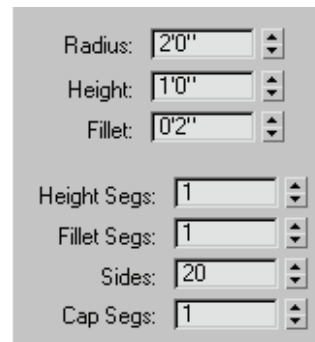 Radius: 2'0"
Height: 1'0"
Fillet: 0'2"
Height Segs: 1
Fillet Segs: 1
Sides: 20
Cap Segs: 1